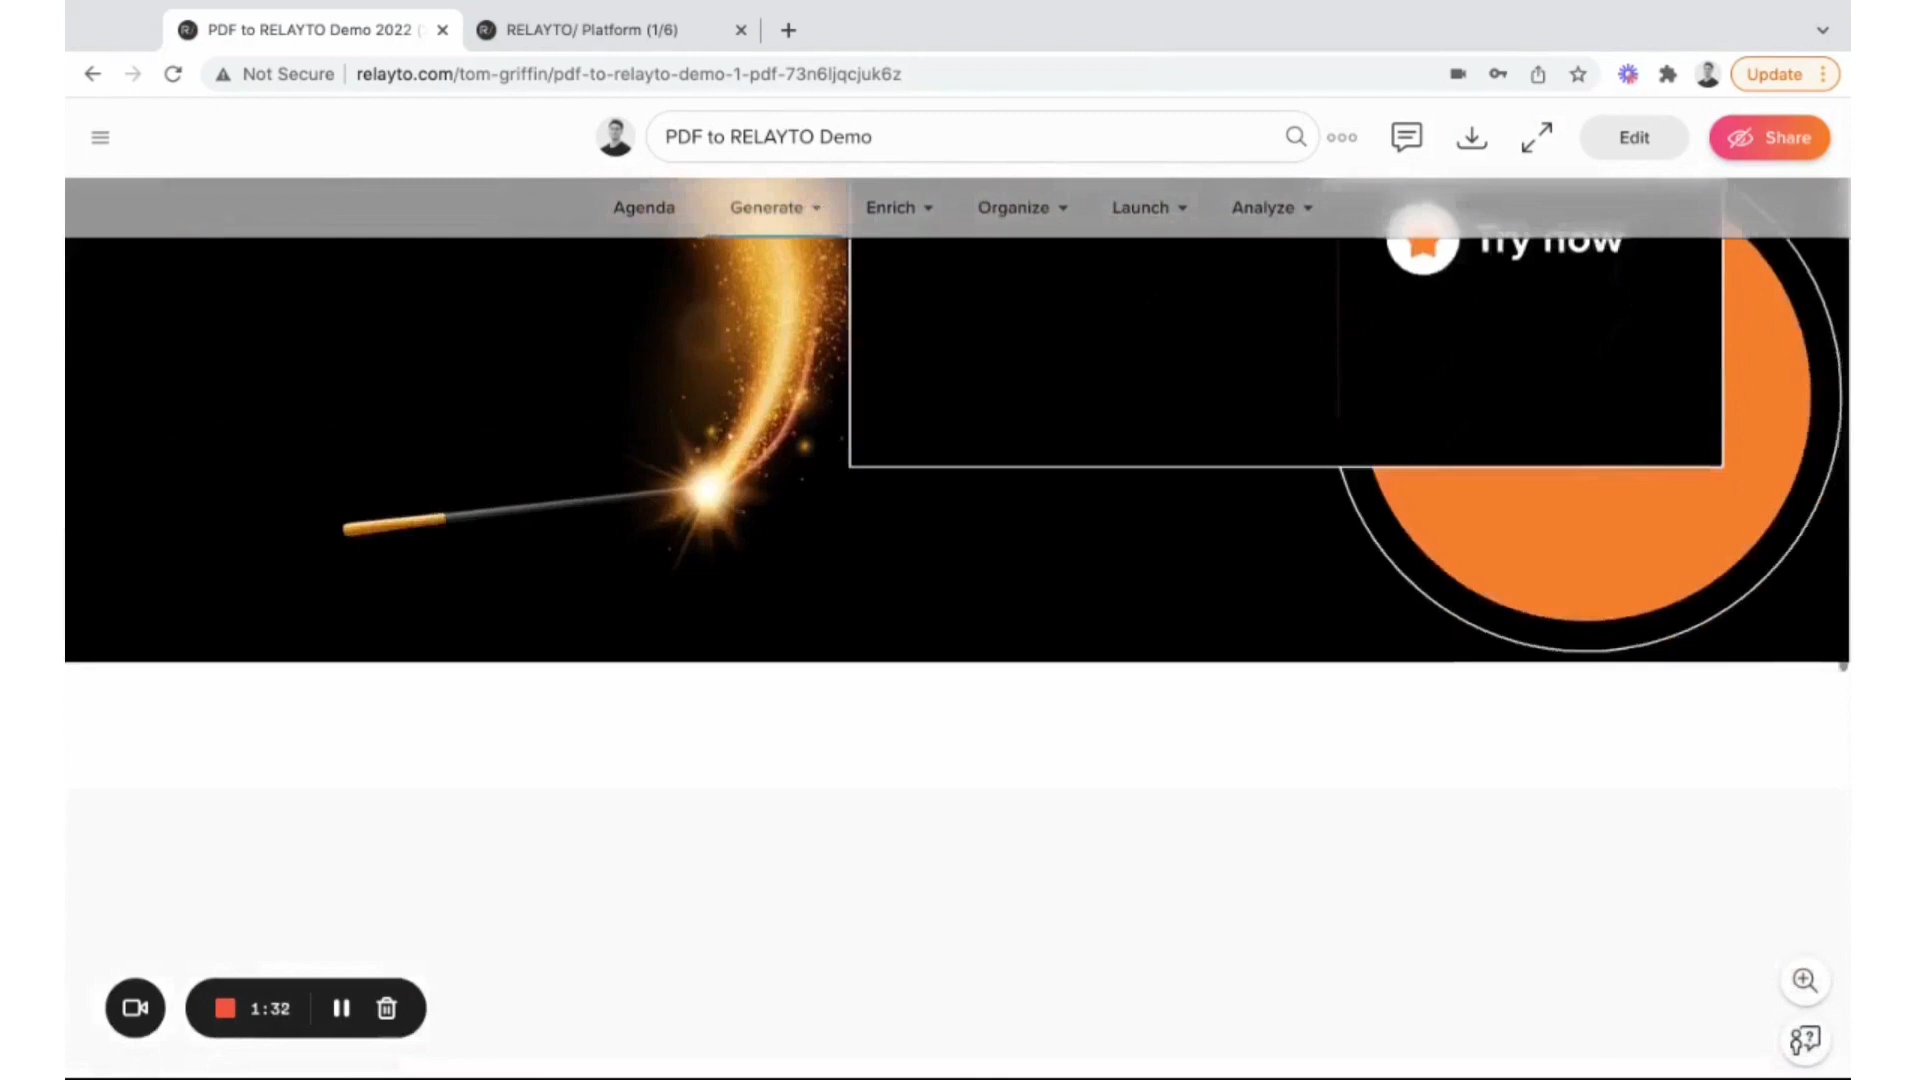 PDF to RELAYTO Demo 2022 (
RELAYTO/ Platform (1/6)
Not Secure
relayto.com/tom-griffin/pdf-to-relayto-demo-1-pdf-73n6ljqcjuk6z
Update
PDF to RELAYTO Demo
Edit
Share
Agenda
Generate
Enrich
Organize
Launch
Analyze
Try now
1:32